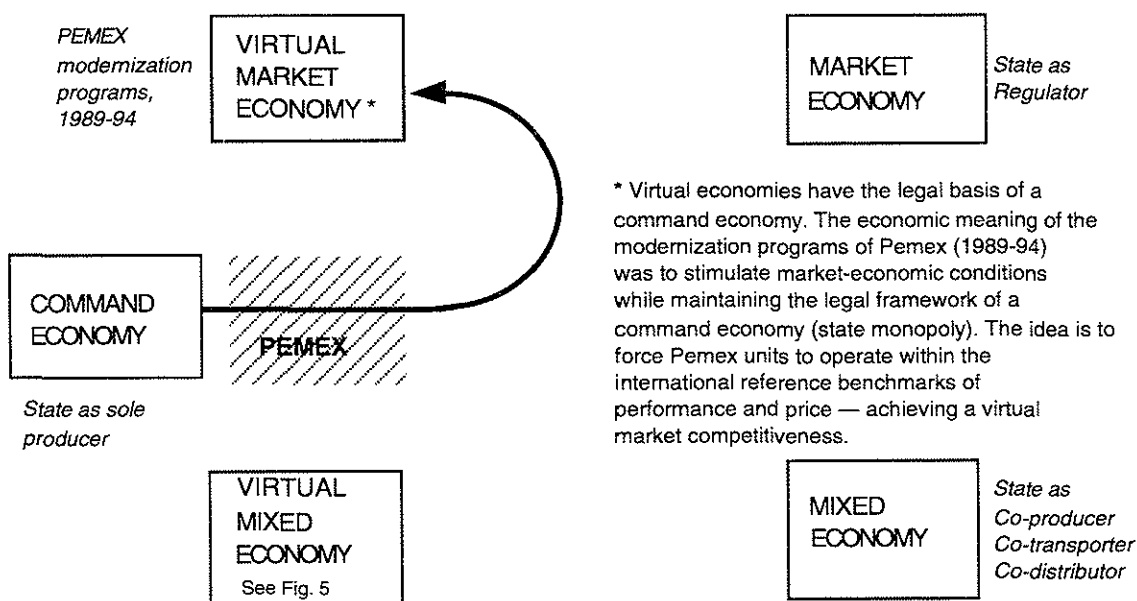 PEMEX
modernization
programs,
1989-94
VIRTUAL
MARKET
ECONOMY *
MARKET
ECONOMY
State as
Regulator
* Virtual economies have the legal basis of a
command economy. The economic meaning of the
modernization programs of Pemex (1989-94)
was to stimulate market-economic conditions
while maintaining the legal framework of a
command economy (state monopoly). The idea is to
force Pemex units to operate within the
international reference benchmarks of
performance and price — achieving a virtual
market competitiveness.
COMMAND
ECONOMY
PEMEX
State as sole
producer
VIRTUAL
MIXED
ECONOMY
See Fig. 5
MIXED
ECONOMY
State as
Co-producer
Co-transporter
Co-distributor